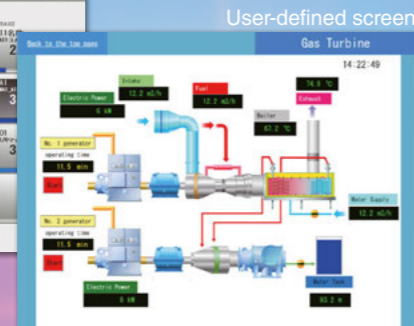 User-defined screen
Back to the top page
Gas Turbine
14:22:49
Intake
12.2 m3/h
Fuel
12.2 m3/h
74.9 ℃
Exhaust
Electric Power
6 kW
Boiler
67.2 ℃
No. 1 generator
operating time
11.5 min
Start
Water Supply
12.2 m3/h
No. 2 generator
operating time
11.5 min
Start
Electric Power
6 kW
Water Tank
93.2 m